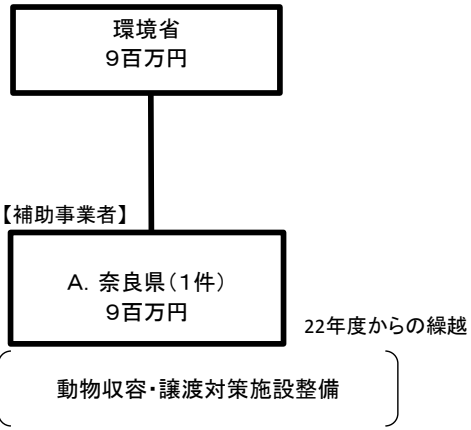 環境省
９百万円
【補助事業者】
Ａ．奈良県（１件）
９百万円
22年度からの繰越
動物収容・譲渡対策施設整備